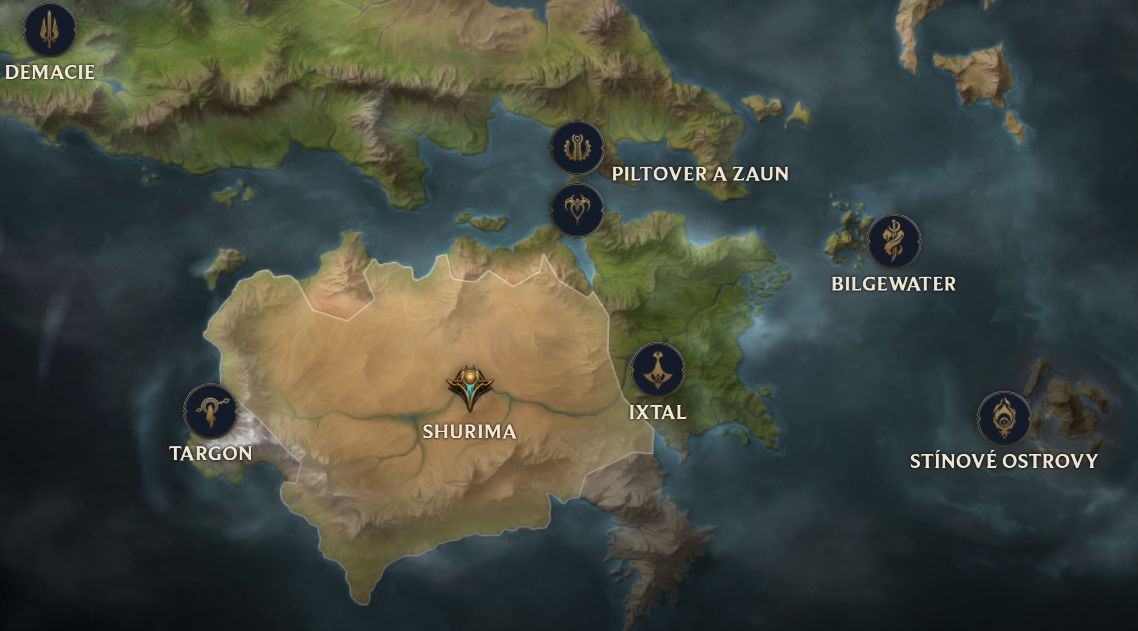 DEMACIE
PILTOVER A ZAUN
BILGEWATER
IXTAL
SHURIMA
TARGON
STÍNOVÉ OSTROVY